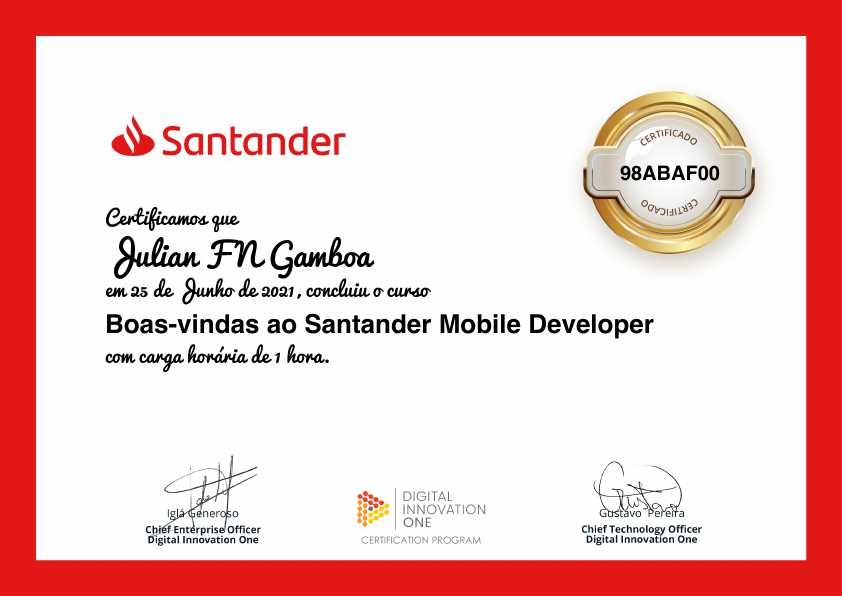 Santander
CERTIFICADO
98ABAF00
CERTIFICADO
Certificamos que
Julian FN Gamboa
em 25 de Junho de 2021, concluiu o curso
Boas-vindas ao Santander Mobile Developer
com carga horária de 1 hora.
Iglá Generoso
Chief Enterprise Officer
Digital Innovation One
DIGITAL
INNOVATION
ONE
CERTIFICATION PROGRAM
Gustavo Pereira
Chief Technology Officer
Digital Innovation One